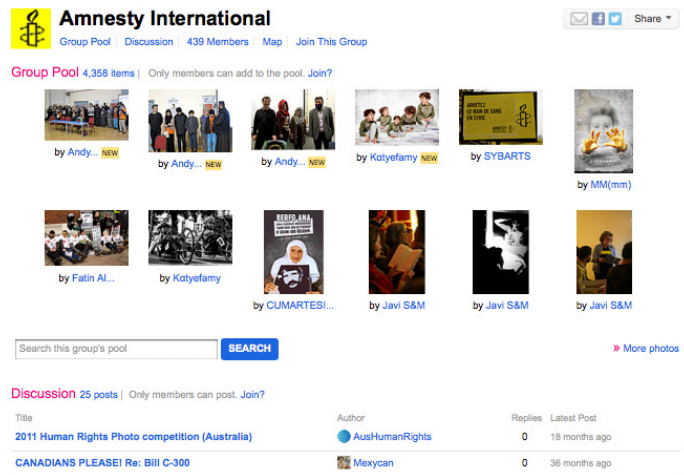 Amnesty International
Share
Group Pool Discussion 439 Members Map Join This Group
Group Pool 4,358 items | Only members can add to the pool. Join?
ARRÊTEZ
LE BAIN DE SANG
EN SYRIE
by Andy... NEW
by Andy... NEW
by Andy... NEW
by Katyefamy NEW
by SYBARTS
by MM(mm)
BERFO ANA
by Fatin Al...
by Katyefamy
by CUMARTESI...
by Javi S&M
by Javi S&M
by Javi S&M
Search this group's pool SEARCH
» More photos
Discussion 25 posts | Only members can post. Join?
Title Author Replies Latest Post
2011 Human Rights Photo competition (Australia) AusHumanRights 0 18 months ago
CANADIANS PLEASE! Re: Bill C-300 Mexycan 0 36 months ago